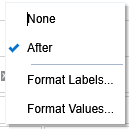 None
After
Format Labels...
Format Values...